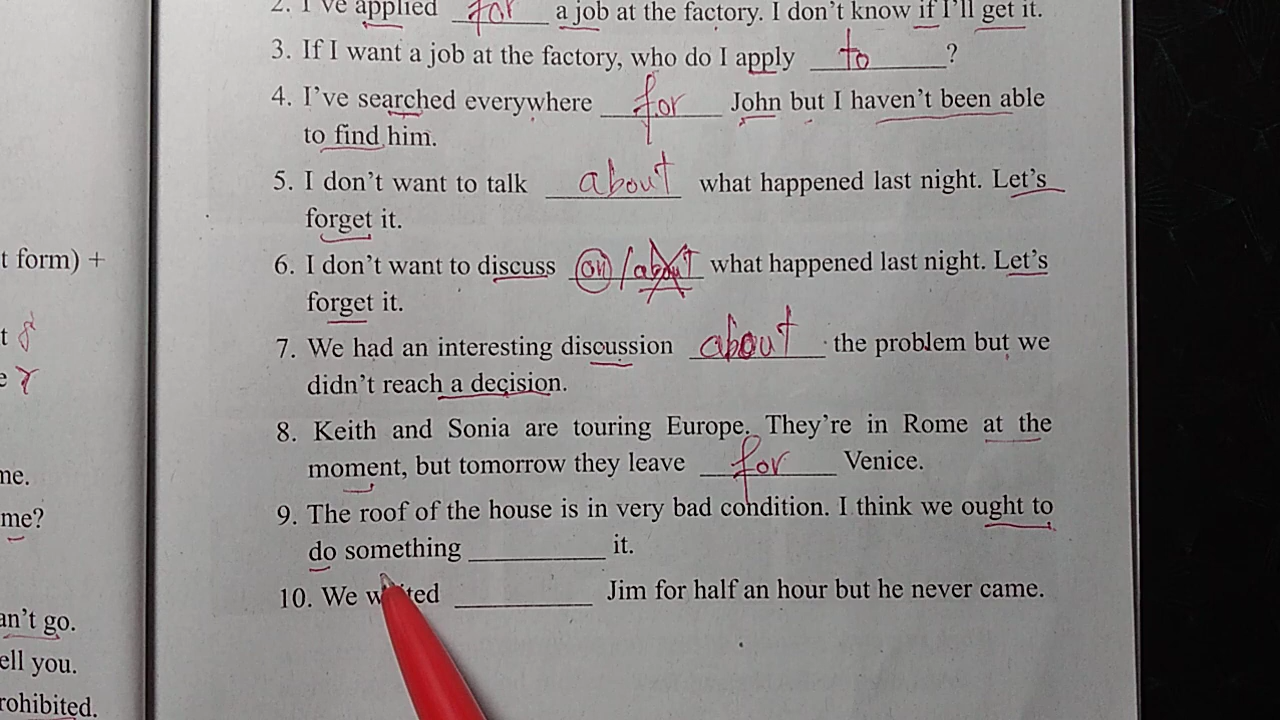 2. I've applied for a job at the factory. I don't know if I'll get it.
3. If I want a job at the factory, who do I apply to ?
4. I've searched everywhere for John but I haven't been able
to find him.
5. I don't want to talk about what happened last night. Let's
forget it.
t form) +
6. I don't want to discuss on/about what happened last night. Let's
forget it.
t
7. We had an interesting discussion about the problem but we
e
didn't reach a decision.
8. Keith and Sonia are touring Europe. They're in Rome at the
moment, but tomorrow they leave for Venice.
ne.
9. The roof of the house is in very bad condition. I think we ought to
me?
do something __________ it.
10. We waited __________ Jim for half an hour but he never came.
an't go.
ell you.
rohibited.